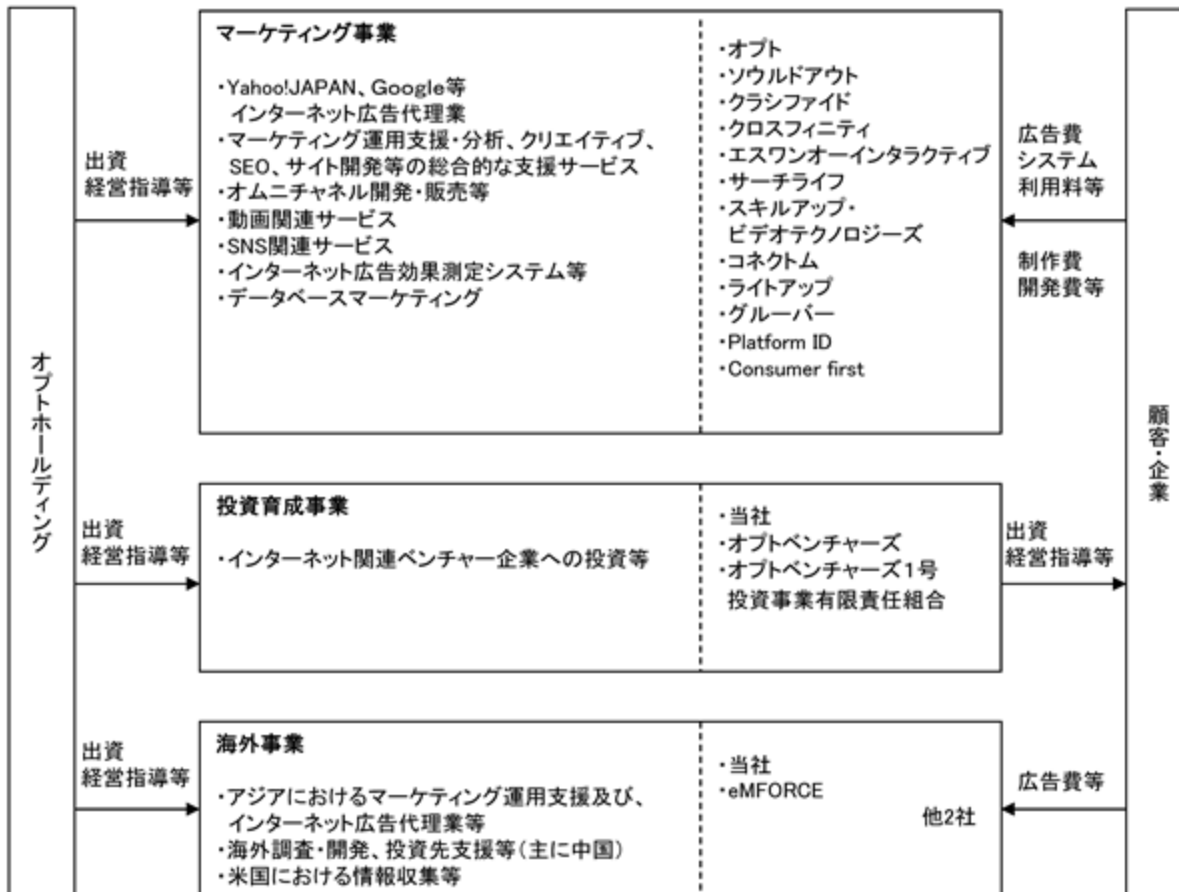 オプトホールディング
出資
経営指導等
マーケティング事業
・Yahoo!JAPAN、Google等
インターネット広告代理業
・マーケティング運用支援・分析、クリエイティブ、
SEO、サイト開発等の総合的な支援サービス
・オムニチャネル開発・販売等
・動画関連サービス
・SNS関連サービス
・インターネット広告効果測定システム等
・データベースマーケティング
・オプト
・ソウルドアウト
・クラシファイド
・クロスフィニティ
・エスワンオーインタラクティブ
・サーチライフ
・スキルアップ・
ビデオテクノロジーズ
・コネクトム
・ライトアップ
・グルーバー
・Platform ID
・Consumer first
広告費
システム
利用料等
制作費
開発費等
出資
経営指導等
投資育成事業
・インターネット関連ベンチャー企業への投資等
・当社
・オプトベンチャーズ
・オプトベンチャーズ1号
投資事業有限責任組合
出資
経営指導等
出資
経営指導等
海外事業
・アジアにおけるマーケティング運用支援及び、
インターネット広告代理業等
・海外調査・開発、投資先支援等(主に中国)
・米国における情報収集等
・当社
・eMFORCE
他2社
広告費等
顧客・企業